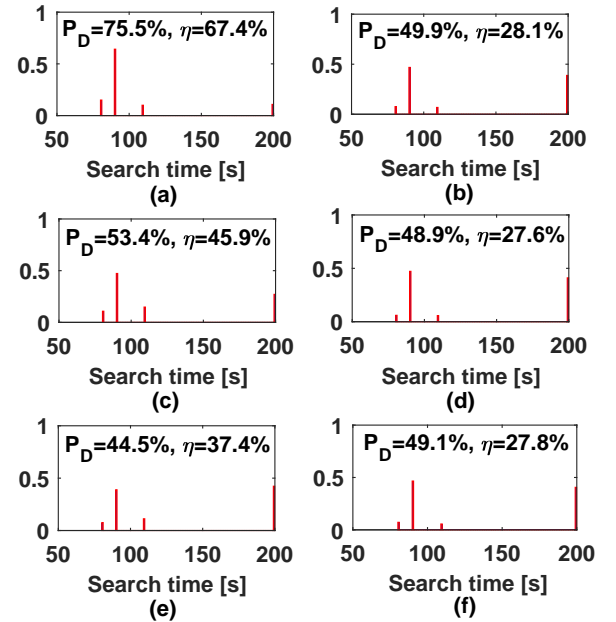 P_D=75.5%, η=67.4%
1
0.5
0
50 100 150 200
Search time [s]
(a)
P_D=49.9%, η=28.1%
1
0.5
0
50 100 150 200
Search time [s]
(b)
P_D=53.4%, η=45.9%
1
0.5
0
50 100 150 200
Search time [s]
(c)
P_D=48.9%, η=27.6%
1
0.5
0
50 100 150 200
Search time [s]
(d)
P_D=44.5%, η=37.4%
1
0.5
0
50 100 150 200
Search time [s]
(e)
P_D=49.1%, η=27.8%
1
0.5
0
50 100 150 200
Search time [s]
(f)